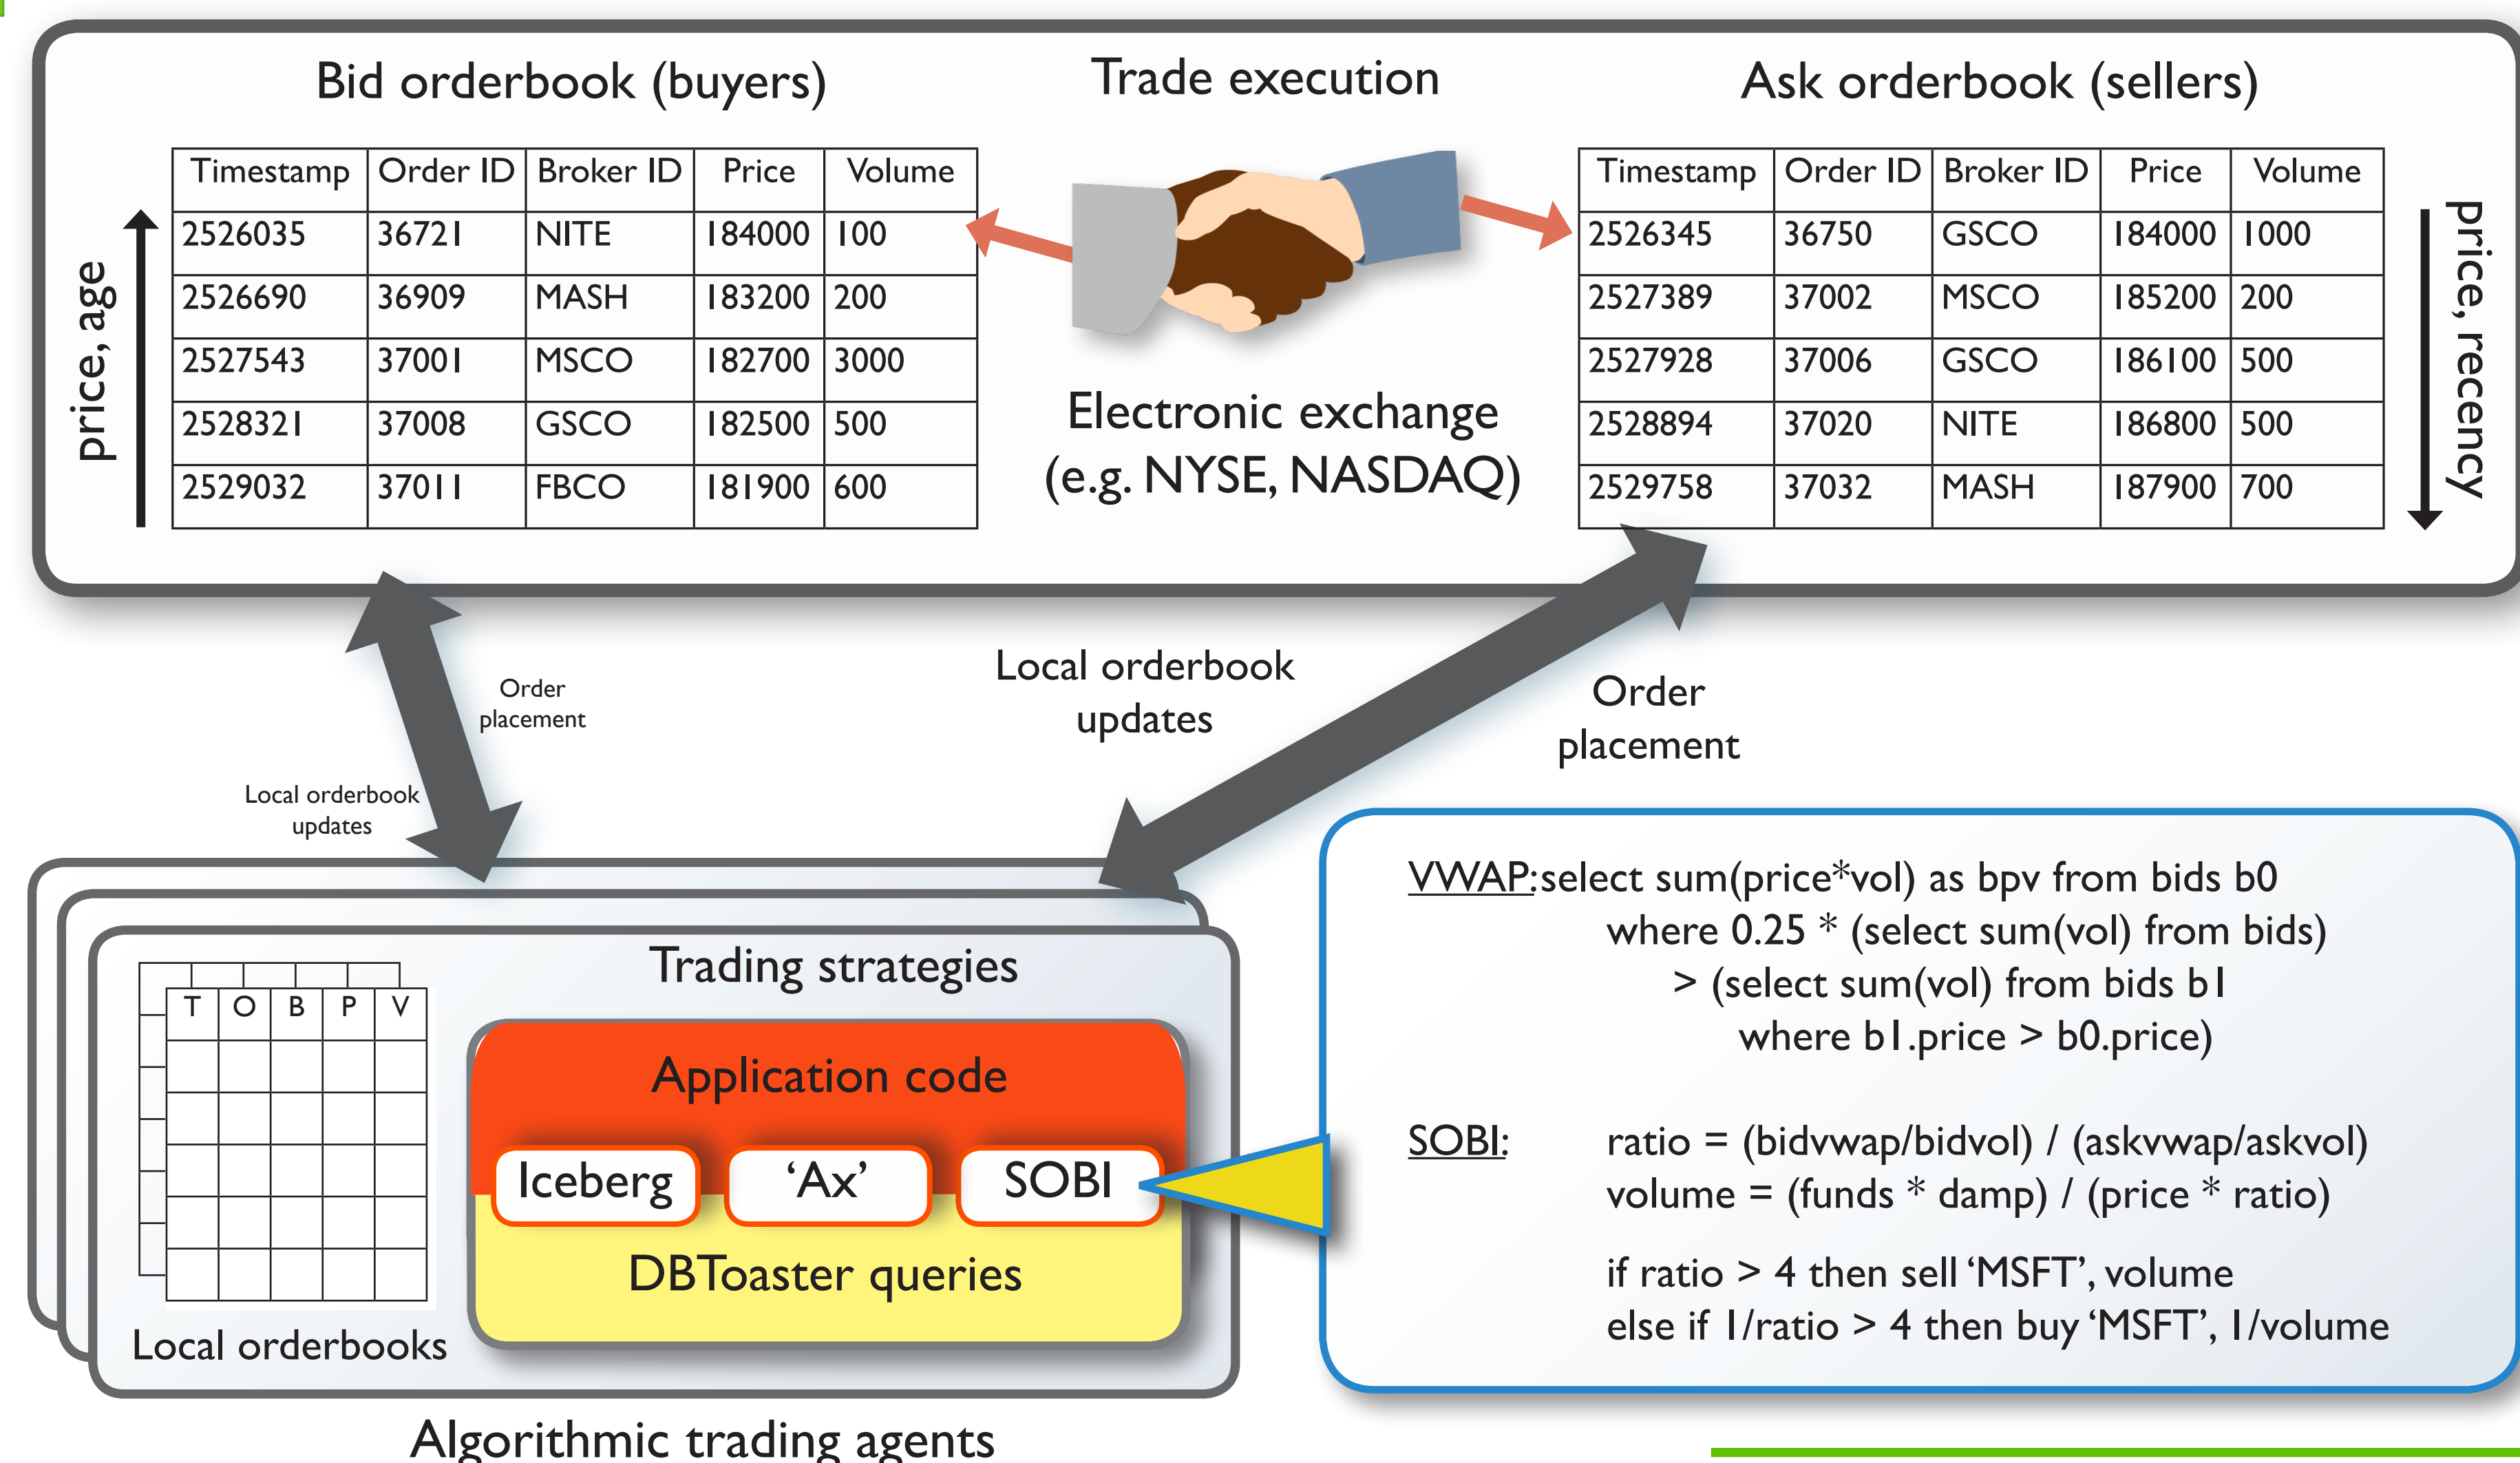 Bid orderbook (buyers)
Trade execution
Ask orderbook (sellers)
Timestamp Order ID Broker ID Price Volume
2526035 36721 NITE 184000 100
2526690 36909 MASH 183200 200
2527543 37001 MSCO 182700 3000
2528321 37008 GSCO 182500 500
2529032 37011 FBCO 181900 600
price, age
Electronic exchange
(e.g. NYSE, NASDAQ)
Timestamp Order ID Broker ID Price Volume
2526345 36750 GSCO 184000 1000
2527389 37002 MSCO 185200 200
2527928 37006 GSCO 186100 500
2528894 37020 NITE 186800 500
2529758 37032 MASH 187900 700
price, recency
Order
placement
Local orderbook
updates
Local orderbook
updates
Order
placement
T O B P V
Local orderbooks
Trading strategies
Application code
Iceberg
‘Ax’
SOBI
DBToaster queries
Algorithmic trading agents
VWAP: select sum(price*vol) as bpv from bids b0
where 0.25 * (select sum(vol) from bids)
> (select sum(vol) from bids b1
where b1.price > b0.price)
SOBI: ratio = (bidvwap/bidvol) / (askvwap/askvol)
volume = (funds * damp) / (price * ratio)
if ratio > 4 then sell ‘MSFT’, volume
else if 1/ratio > 4 then buy ‘MSFT’, 1/volume